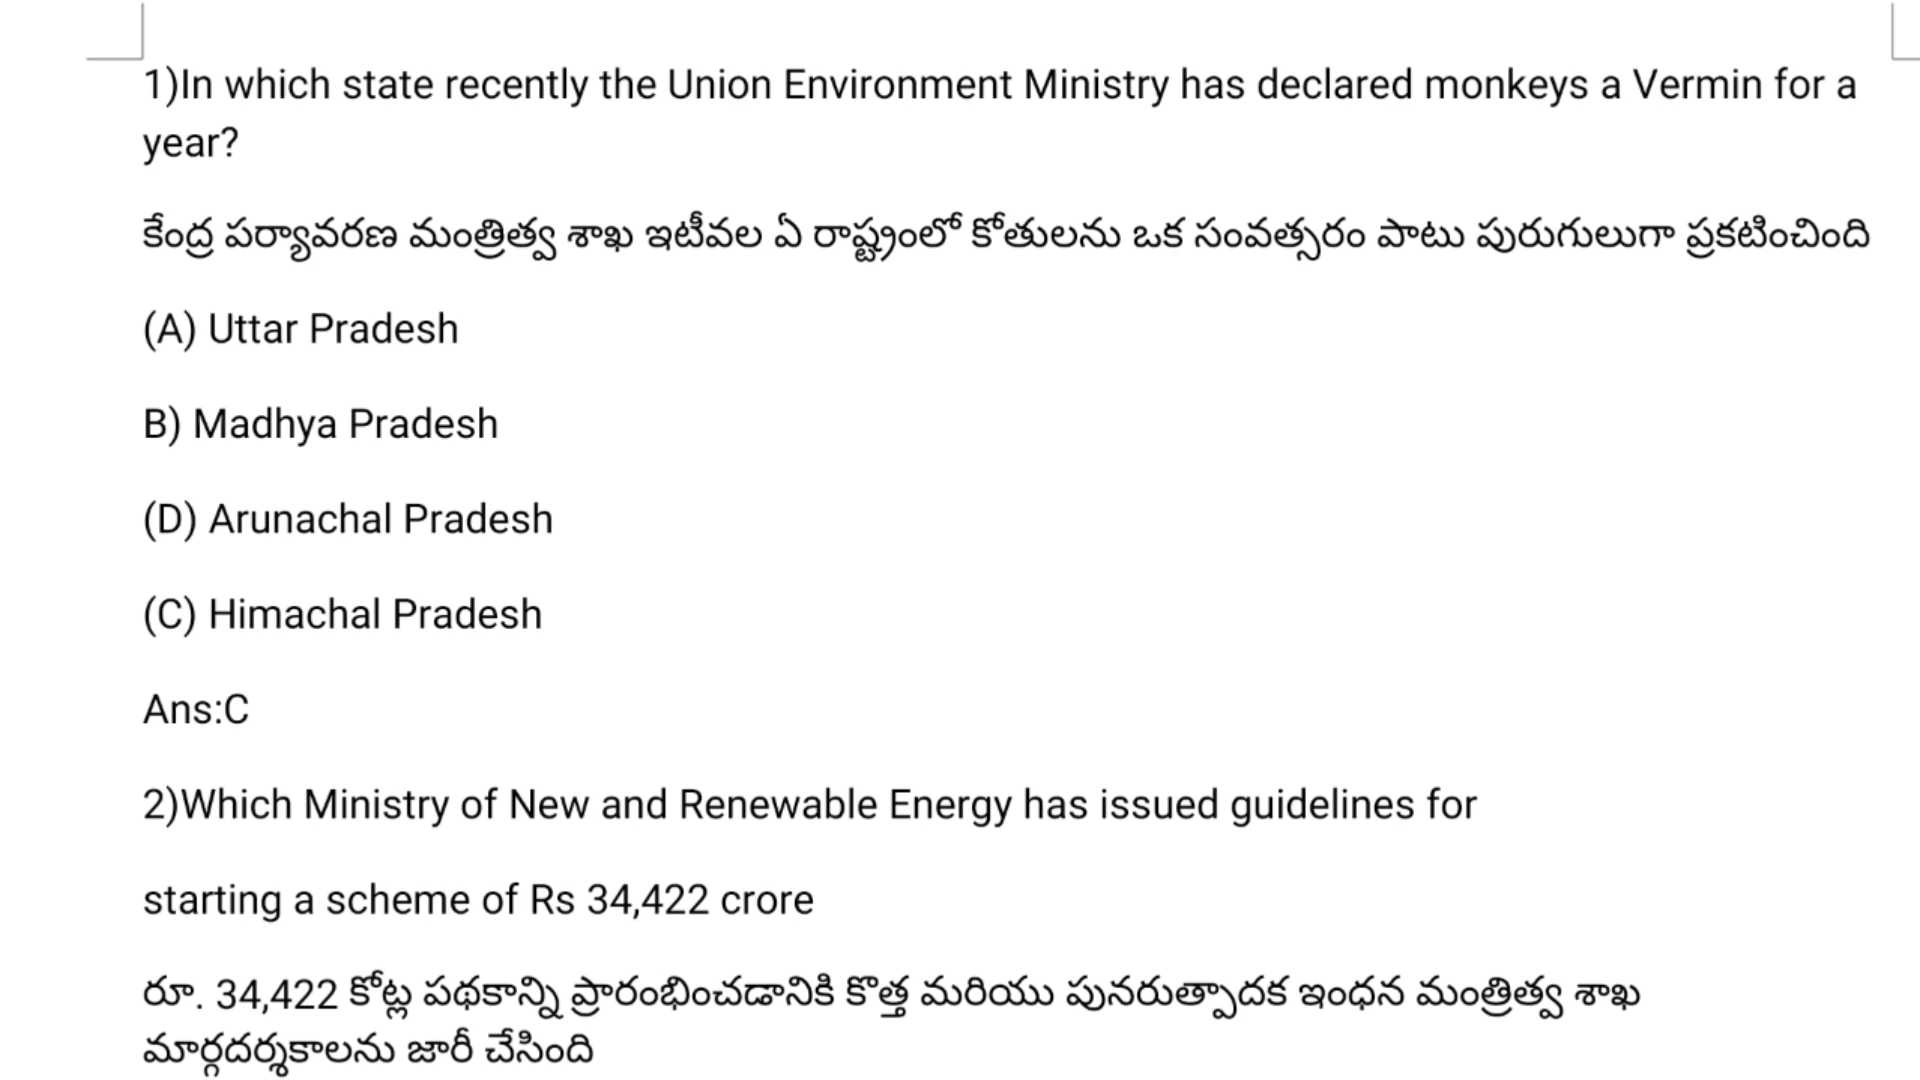 1)In which state recently the Union Environment Ministry has declared monkeys a Vermin for a
year?
కేంద్ర పర్యావరణ మంత్రిత్వ శాఖ ఇటీవల ఏ రాష్ట్రంలో కోతులను ఒక సంవత్సరం పాటు పురుగులుగా ప్రకటించింది
(A) Uttar Pradesh
B) Madhya Pradesh
(D) Arunachal Pradesh
(C) Himachal Pradesh
Ans:C
2)Which Ministry of New and Renewable Energy has issued guidelines for
starting a scheme of Rs 34,422 crore
రూ. 34,422 కోట్ల పథకాన్ని ప్రారంభించడానికి కొత్త మరియు పునరుత్పాదక ఇంధన మంత్రిత్వ శాఖ
మార్గదర్శకాలను జారీ చేసింది